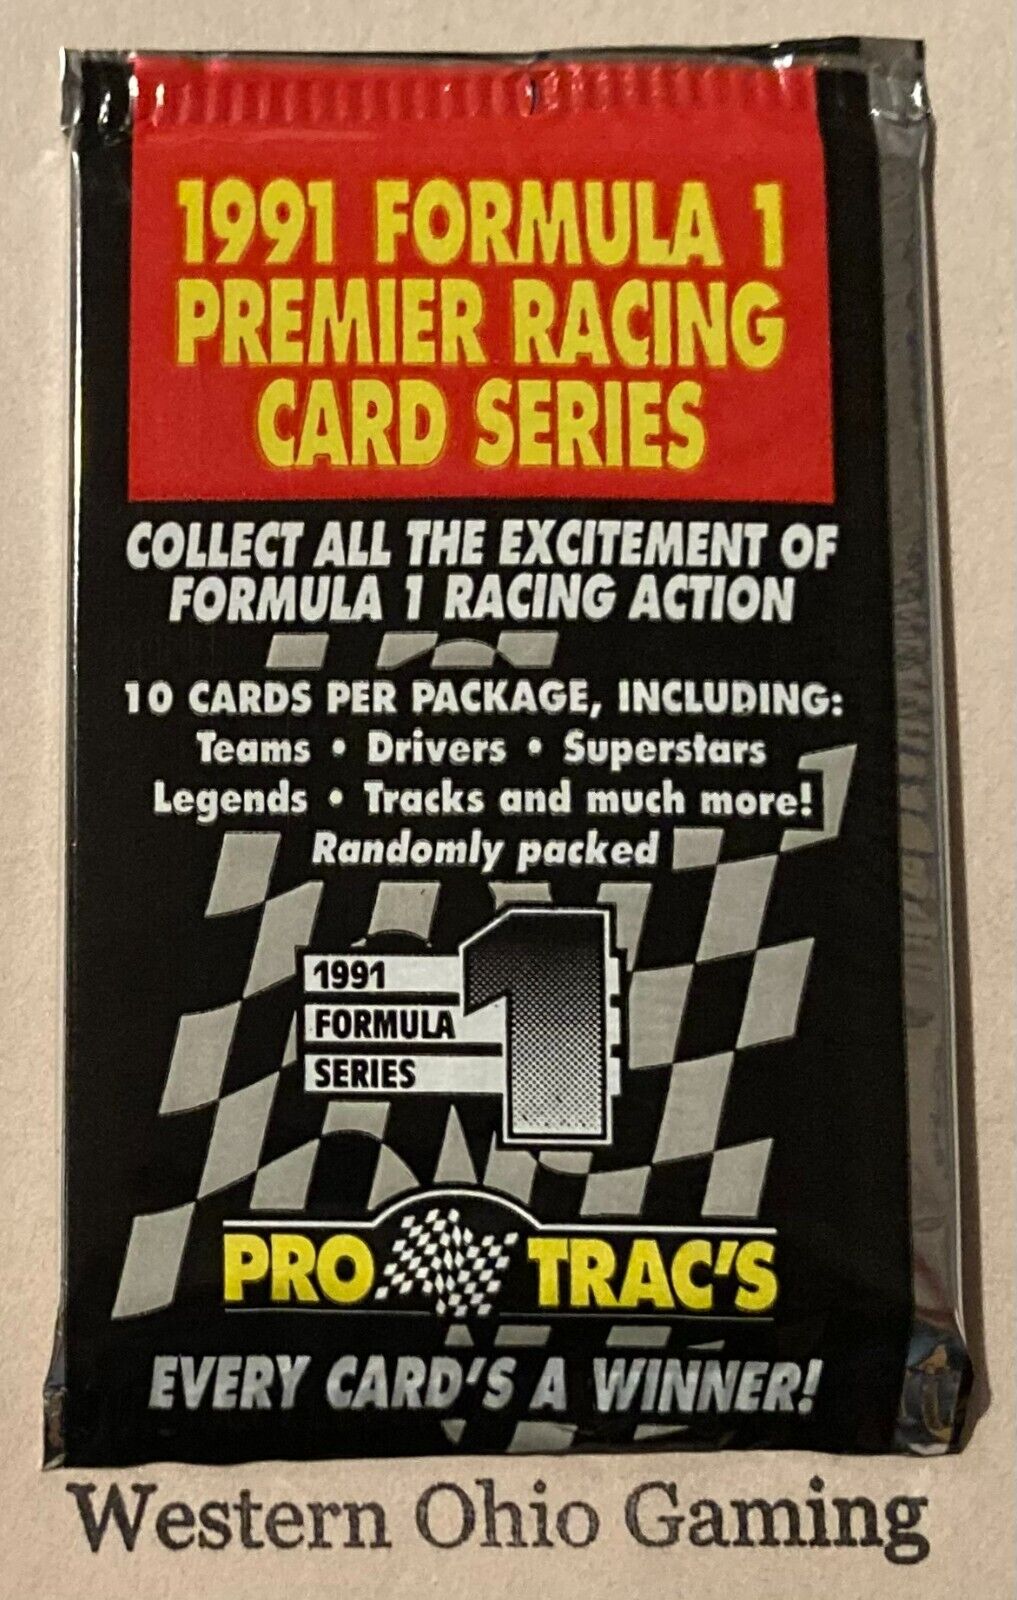 1991 FORMULA 1
PREMIER RACING
CARD SERIES
COLLECT ALL THE EXCITEMENT OF
FORMULA 1 RACING ACTION
10 CARDS PER PACKAGE, INCLUDING:
Teams • Drivers • Superstars
Legends • Tracks and much more!
Randomly packed
1991
FORMULA
SERIES
1
PRO TRAC'S
EVERY CARD'S A WINNER!
Western Ohio Gaming